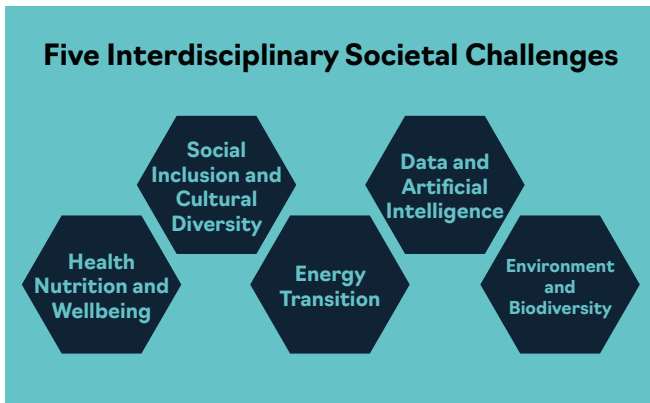 Five Interdisciplinary Societal Challenges
Health
Nutrition and
Wellbeing
Social
Inclusion and
Cultural
Diversity
Energy
Transition
Data and
Artificial
Intelligence
Environment
and
Biodiversity